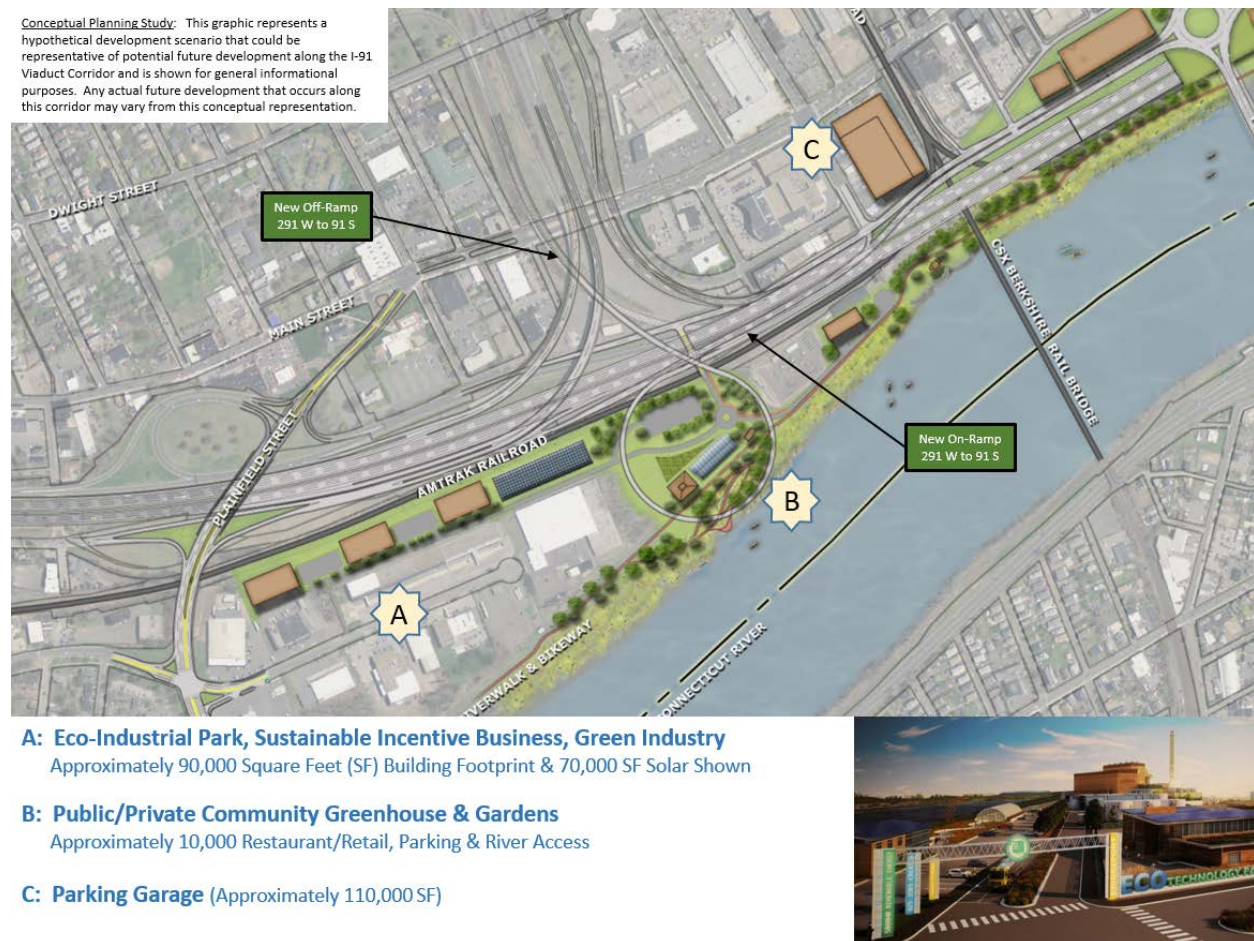 Conceptual Planning Study:   This graphic represents a
hypothetical development scenario that could be
representative of potential future development along the I-91
Viaduct Corridor and is shown for general informational
purposes.  Any actual future development that occurs along
this corridor may vary from this conceptual representation.
AD
C
DWIGHT STREET
New Off-Ramp
291 W to 91 S
MAIN STREET
CSX BERKSHIRE RAIL BRIDGE
PLAINFIELD STREET
AMTRAK RAILROAD
New On-Ramp
291 W to 91 S
B
A
RIVERWALK & BIKEWAY
CONNECTICUT RIVER
A:  Eco-Industrial Park, Sustainable Incentive Business, Green Industry
Approximately 90,000 Square Feet (SF) Building Footprint & 70,000 SF Solar Shown
B:  Public/Private Community Greenhouse & Gardens
Approximately 10,000 Restaurant/Retail, Parking & River Access
C:  Parking Garage (Approximately 110,000 SF)
ECO TECHNOLOGY